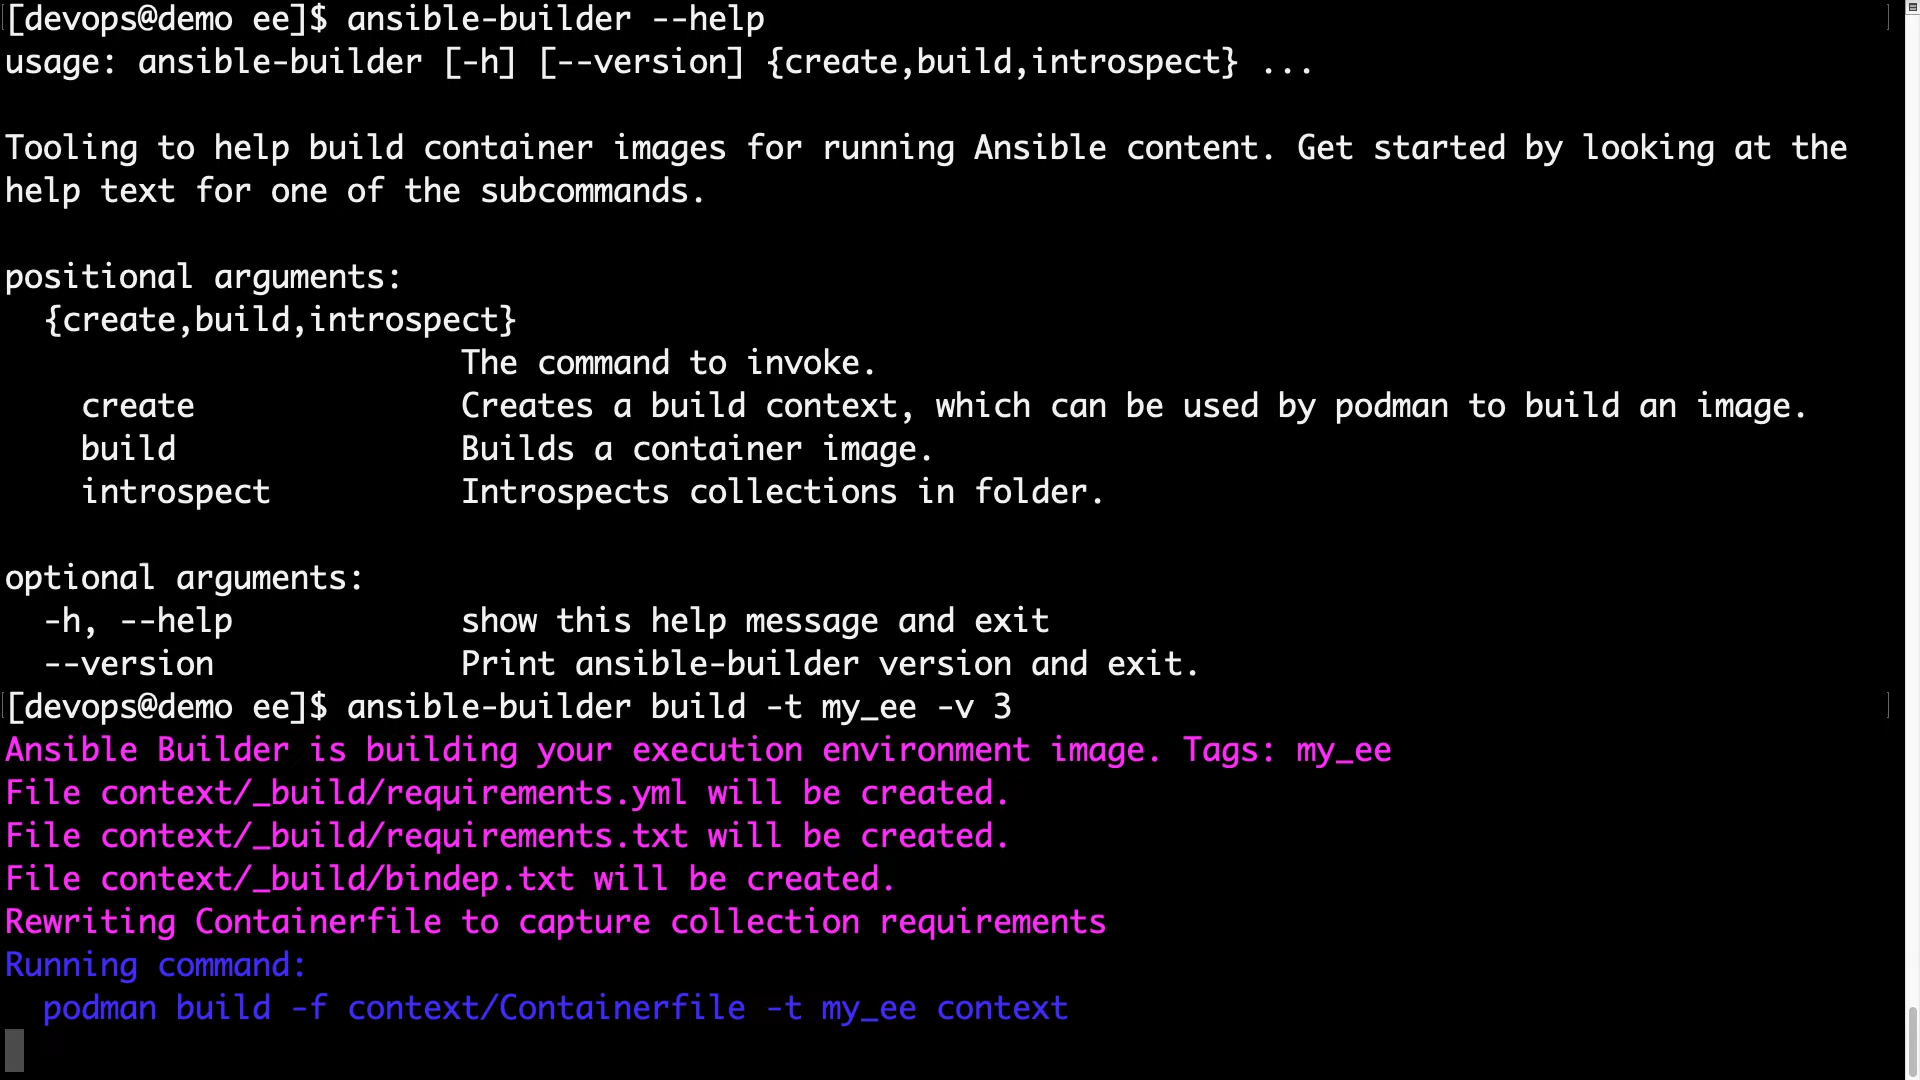 [devops@demo ee]$ ansible-builder --help
usage: ansible-builder [-h] [--version] {create,build,introspect} ...

Tooling to help build container images for running Ansible content. Get started by looking at the
help text for one of the subcommands.

positional arguments:
  {create,build,introspect}
                        The command to invoke.
    create              Creates a build context, which can be used by podman to build an image.
    build               Builds a container image.
    introspect          Introspects collections in folder.

optional arguments:
  -h, --help            show this help message and exit
  --version             Print ansible-builder version and exit.
[devops@demo ee]$ ansible-builder build -t my_ee -v 3
Ansible Builder is building your execution environment image. Tags: my_ee
File context/_build/requirements.yml will be created.
File context/_build/requirements.txt will be created.
File context/_build/bindep.txt will be created.
Rewriting Containerfile to capture collection requirements
Running command:
  podman build -f context/Containerfile -t my_ee context